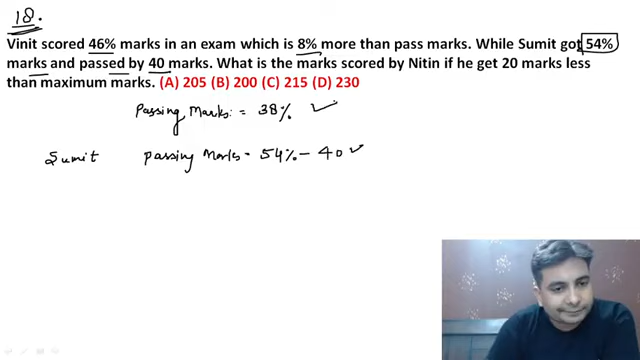 18.
Vinit scored 46% marks in an exam which is 8% more than pass marks. While Sumit got 54%
marks and passed by 40 marks. What is the marks scored by Nitin if he get 20 marks less
than maximum marks. (A) 205 (B) 200 (C) 215 (D) 230
Passing Marks: = 38%
Sumit Passing Marks = 54% - 40